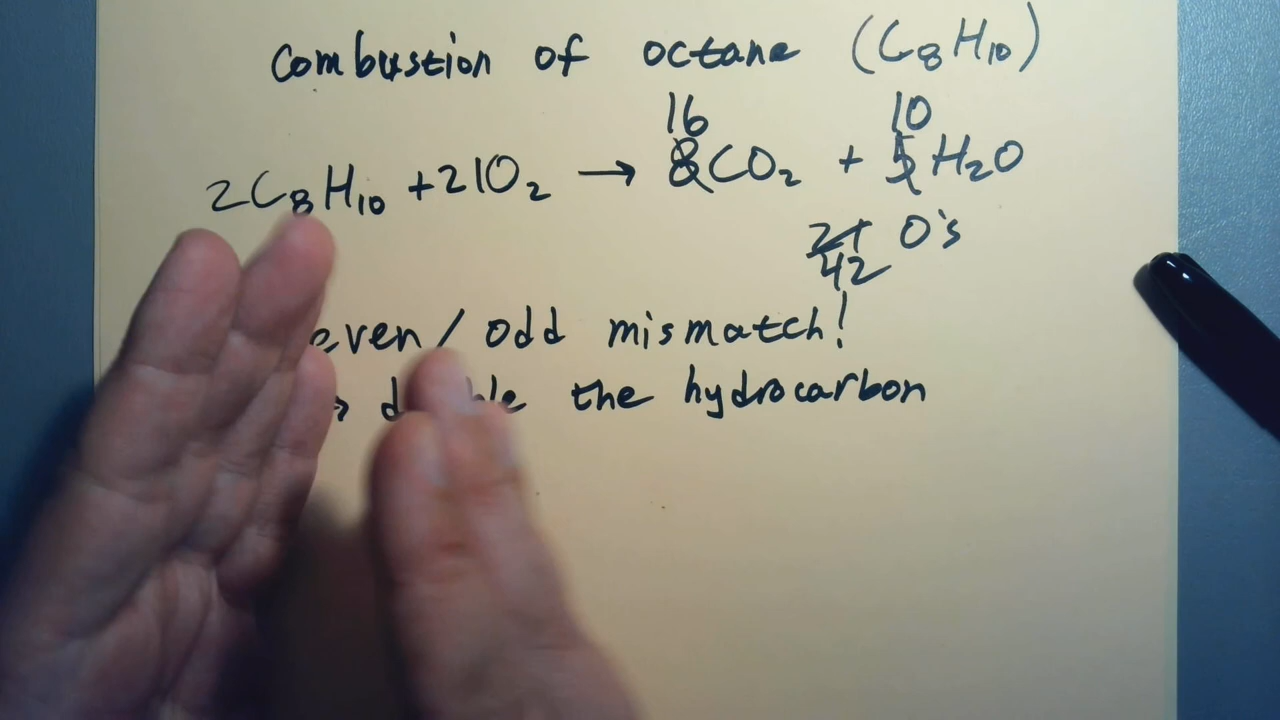 Combustion of octane (C₈H₁₀)
16 10
2C₈H₁₀ + 21O₂ → 8CO₂ + 5H₂O
21 O's
42
even/odd mismatch!
→ the hydrocarbon